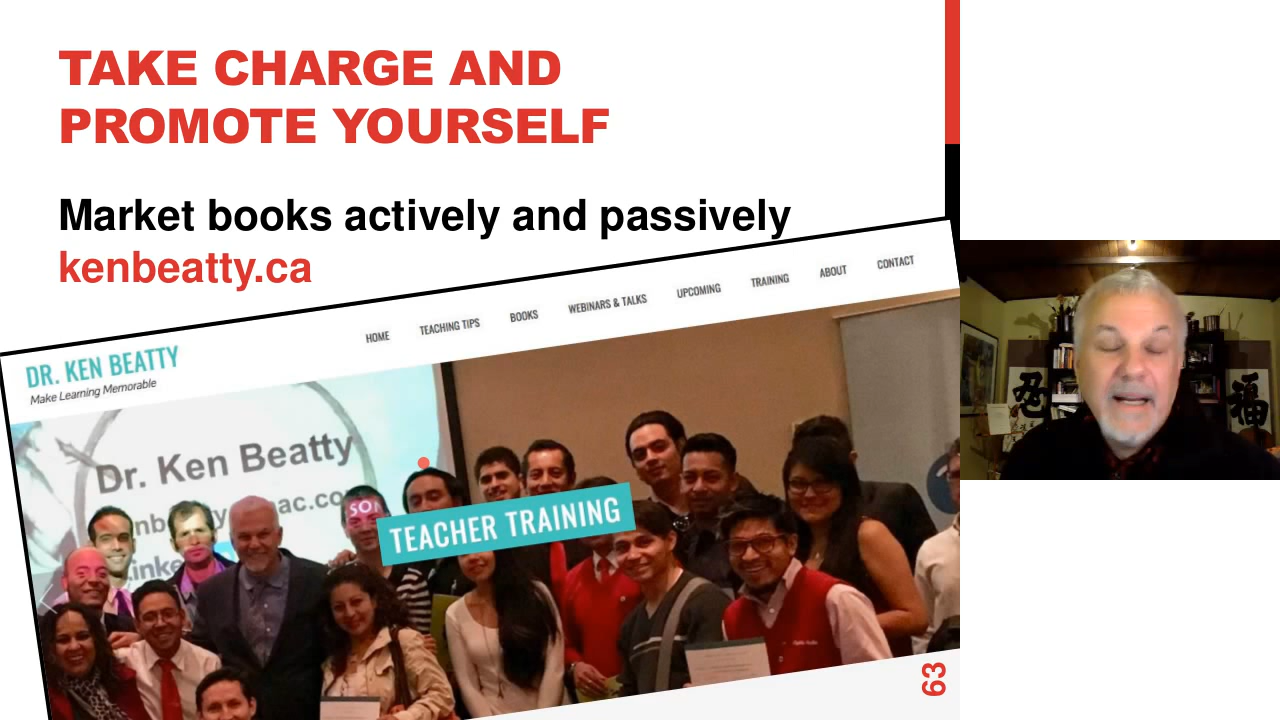 TAKE CHARGE AND
PROMOTE YOURSELF
Market books actively and passively
kenbeatty.ca
HOME TEACHING TIPS BOOKS WEBINARS & TALKS UPCOMING TRAINING ABOUT CONTACT
DR. KEN BEATTY
Make Learning Memorable
Dr. Ken Beatty
TEACHER TRAINING
福
63